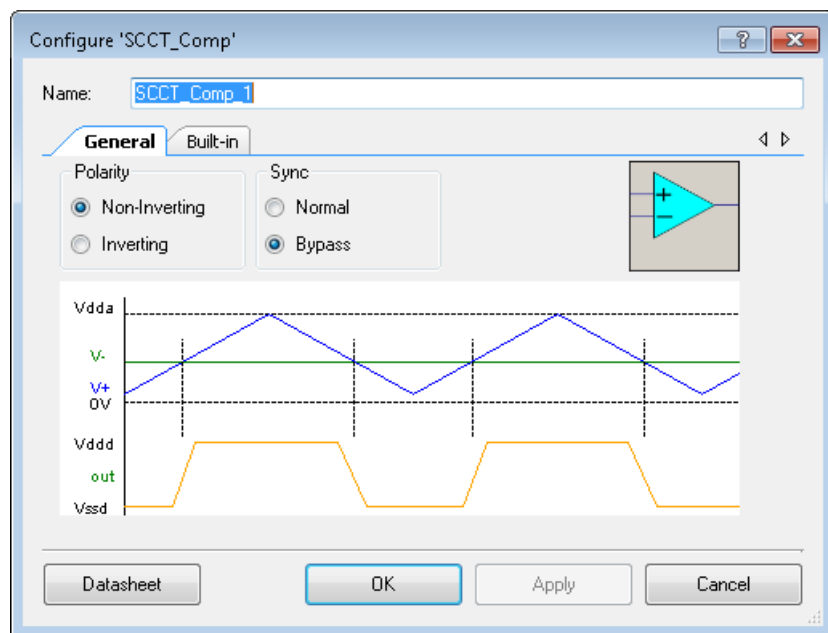 Configure 'SCCT_Comp'
Name: SCCT_Comp_1
General Built-in
Polarity Sync
Non-Inverting Normal
Inverting Bypass
+
−
Vdda
V-
V+
0V
Vddd
out
Vssd
Datasheet OK Apply Cancel